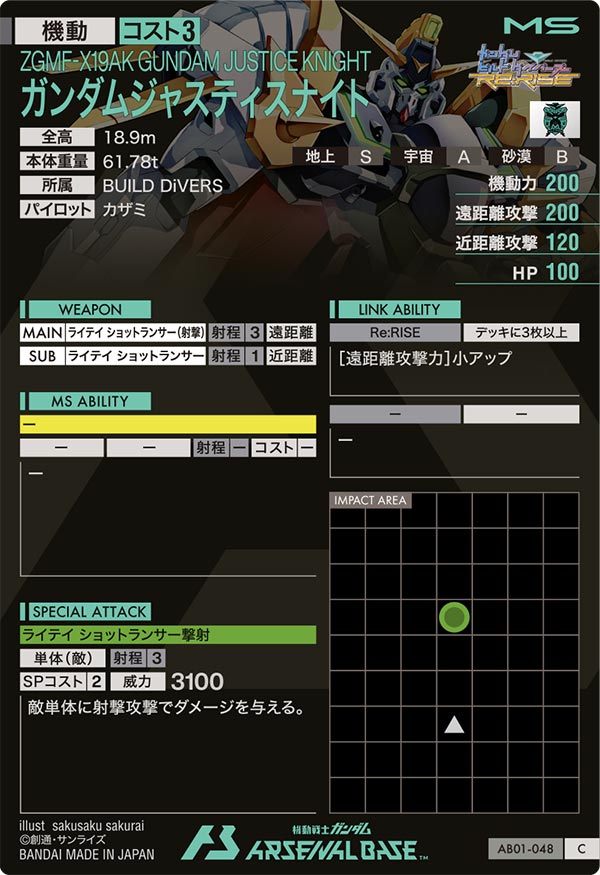 機動 コスト3 MS
ZGMF-X19AK GUNDAM JUSTICE KNIGHT
ガンダムジャスティスナイト
Re:RISE
全高 18.9m
本体重量 61.78t
所属 BUILD DiVERS
パイロット カザミ
地上 S 宇宙 A 砂漠 B
機動力 200
遠距離攻撃 200
近距離攻撃 120
HP 100
WEAPON
MAIN ライテイ ショットランサー(射撃) 射程 3 遠距離
SUB ライテイ ショットランサー 射程 1 近距離
MS ABILITY
—
— — 射程 — コスト —
—
LINK ABILITY
Re:RISE デッキに3枚以上
[遠距離攻撃力]小アップ
— —
—
IMPACT AREA
SPECIAL ATTACK
ライテイ ショットランサー撃射
単体(敵) 射程 3
SPコスト 2 威力 3100
敵単体に射撃攻撃でダメージを与える。
illust sakusaku sakurai
©創通・サンライズ
BANDAI MADE IN JAPAN
機動戦士ガンダム
AB ARSENAL BASE™
AB01-048 C